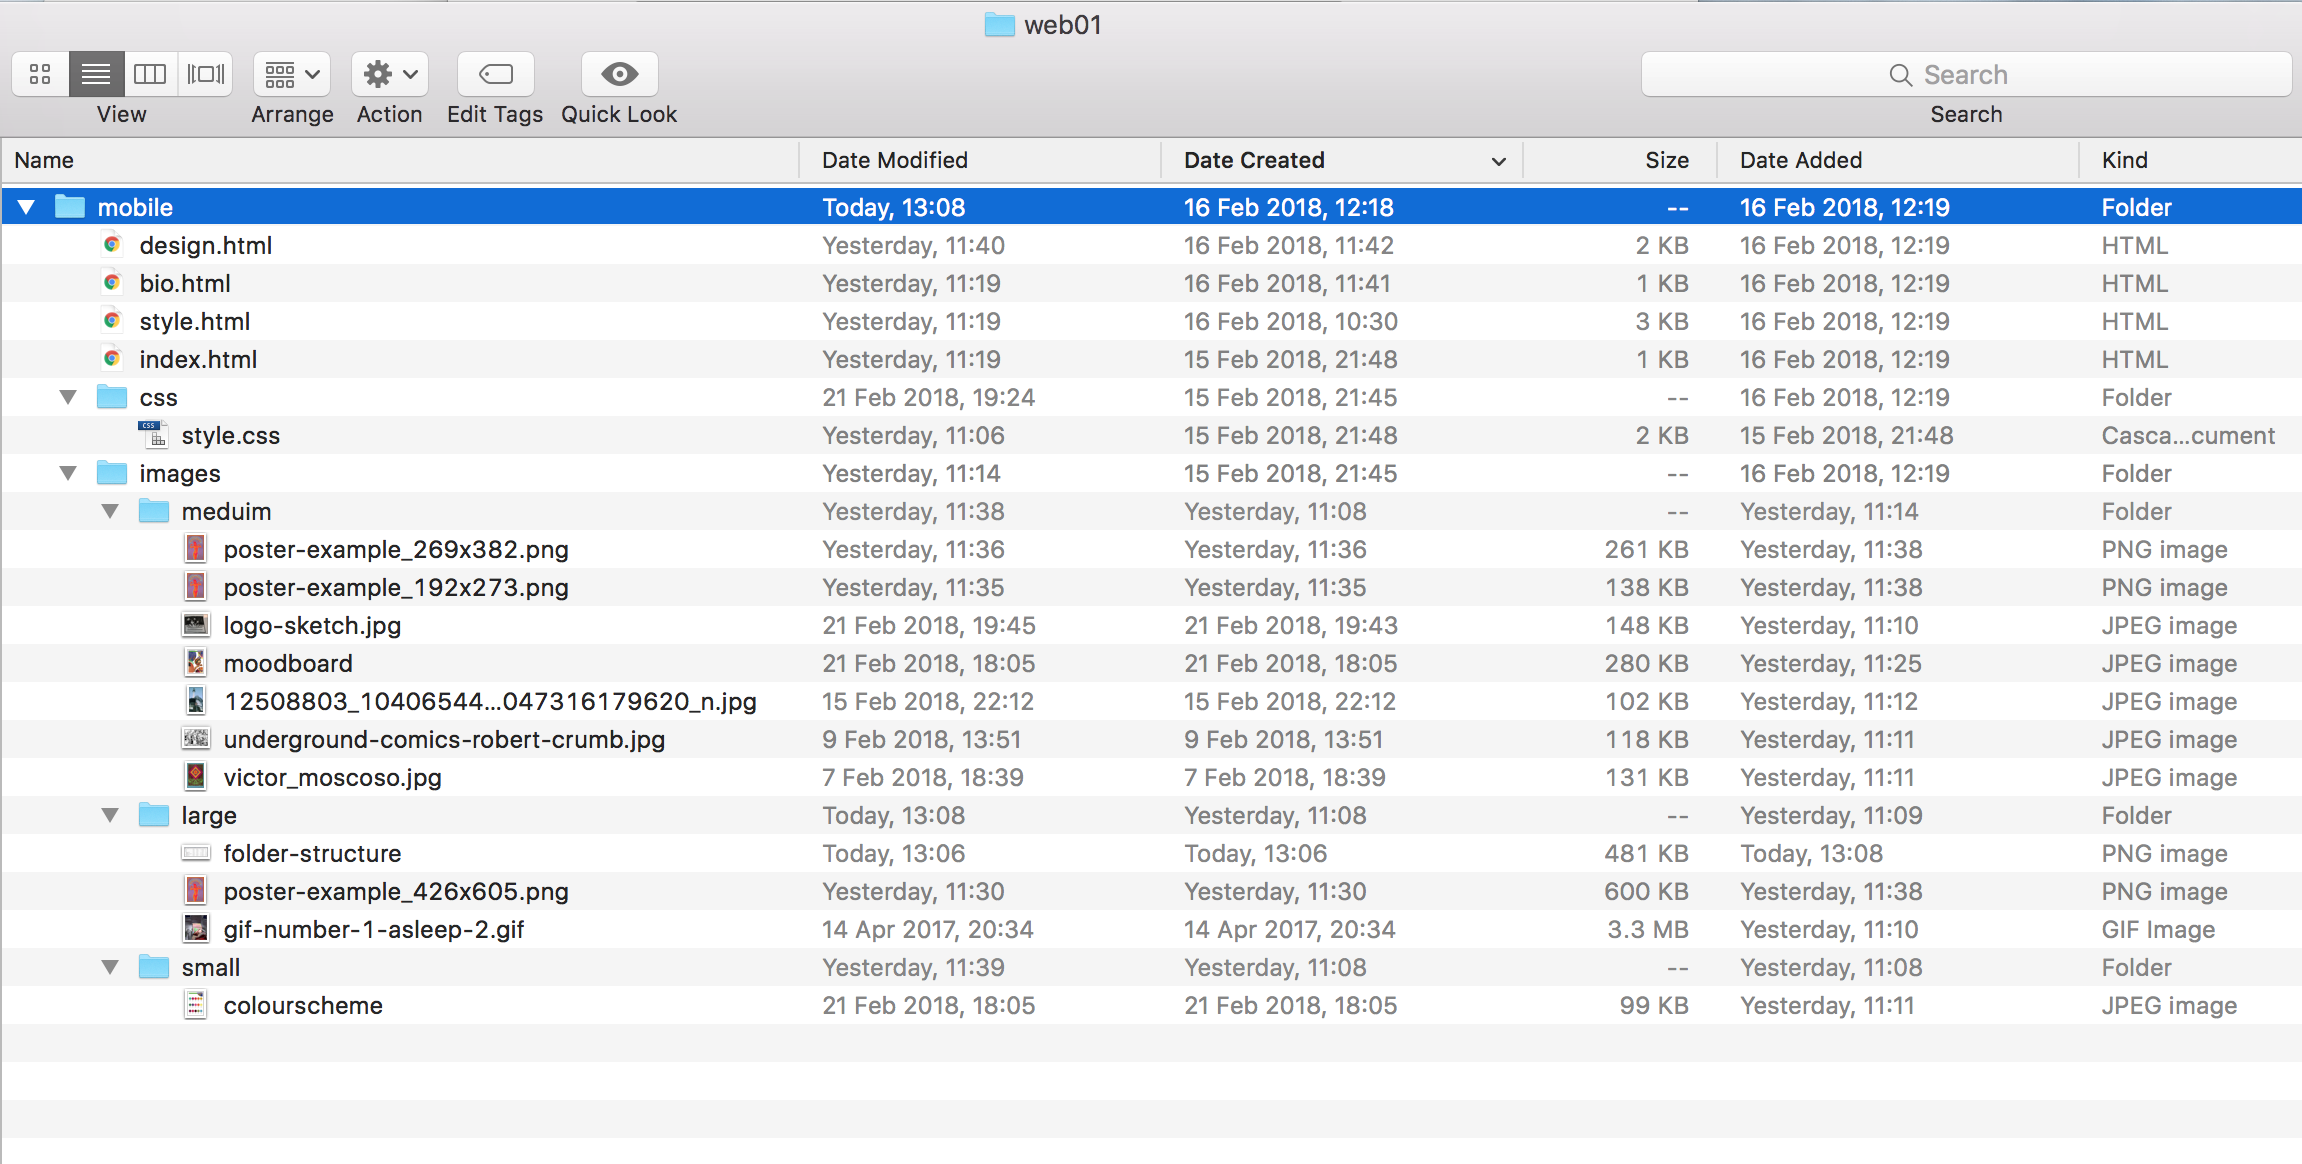 web01
View Arrange Action Edit Tags Quick Look Search
Search
Name Date Modified Date Created Size Date Added Kind
mobile Today, 13:08 16 Feb 2018, 12:18 -- 16 Feb 2018, 12:19 Folder
design.html Yesterday, 11:40 16 Feb 2018, 11:42 2 KB 16 Feb 2018, 12:19 HTML
bio.html Yesterday, 11:19 16 Feb 2018, 11:41 1 KB 16 Feb 2018, 12:19 HTML
style.html Yesterday, 11:19 16 Feb 2018, 10:30 3 KB 16 Feb 2018, 12:19 HTML
index.html Yesterday, 11:19 15 Feb 2018, 21:48 1 KB 16 Feb 2018, 12:19 HTML
css 21 Feb 2018, 19:24 15 Feb 2018, 21:45 -- 16 Feb 2018, 12:19 Folder
style.css Yesterday, 11:06 15 Feb 2018, 21:48 2 KB 15 Feb 2018, 21:48 Casca...cument
images Yesterday, 11:14 15 Feb 2018, 21:45 -- 16 Feb 2018, 12:19 Folder
meduim Yesterday, 11:38 Yesterday, 11:08 -- Yesterday, 11:14 Folder
poster-example_269x382.png Yesterday, 11:36 Yesterday, 11:36 261 KB Yesterday, 11:38 PNG image
poster-example_192x273.png Yesterday, 11:35 Yesterday, 11:35 138 KB Yesterday, 11:38 PNG image
logo-sketch.jpg 21 Feb 2018, 19:45 21 Feb 2018, 19:43 148 KB Yesterday, 11:10 JPEG image
moodboard 21 Feb 2018, 18:05 21 Feb 2018, 18:05 280 KB Yesterday, 11:25 JPEG image
12508803_10406544...047316179620_n.jpg 15 Feb 2018, 22:12 15 Feb 2018, 22:12 102 KB Yesterday, 11:12 JPEG image
underground-comics-robert-crumb.jpg 9 Feb 2018, 13:51 9 Feb 2018, 13:51 118 KB Yesterday, 11:11 JPEG image
victor_moscoso.jpg 7 Feb 2018, 18:39 7 Feb 2018, 18:39 131 KB Yesterday, 11:11 JPEG image
large Today, 13:08 Yesterday, 11:08 -- Yesterday, 11:09 Folder
folder-structure Today, 13:06 Today, 13:06 481 KB Today, 13:08 PNG image
poster-example_426x605.png Yesterday, 11:30 Yesterday, 11:30 600 KB Yesterday, 11:38 PNG image
gif-number-1-asleep-2.gif 14 Apr 2017, 20:34 14 Apr 2017, 20:34 3.3 MB Yesterday, 11:10 GIF Image
small Yesterday, 11:39 Yesterday, 11:08 -- Yesterday, 11:08 Folder
colourscheme 21 Feb 2018, 18:05 21 Feb 2018, 18:05 99 KB Yesterday, 11:11 JPEG image